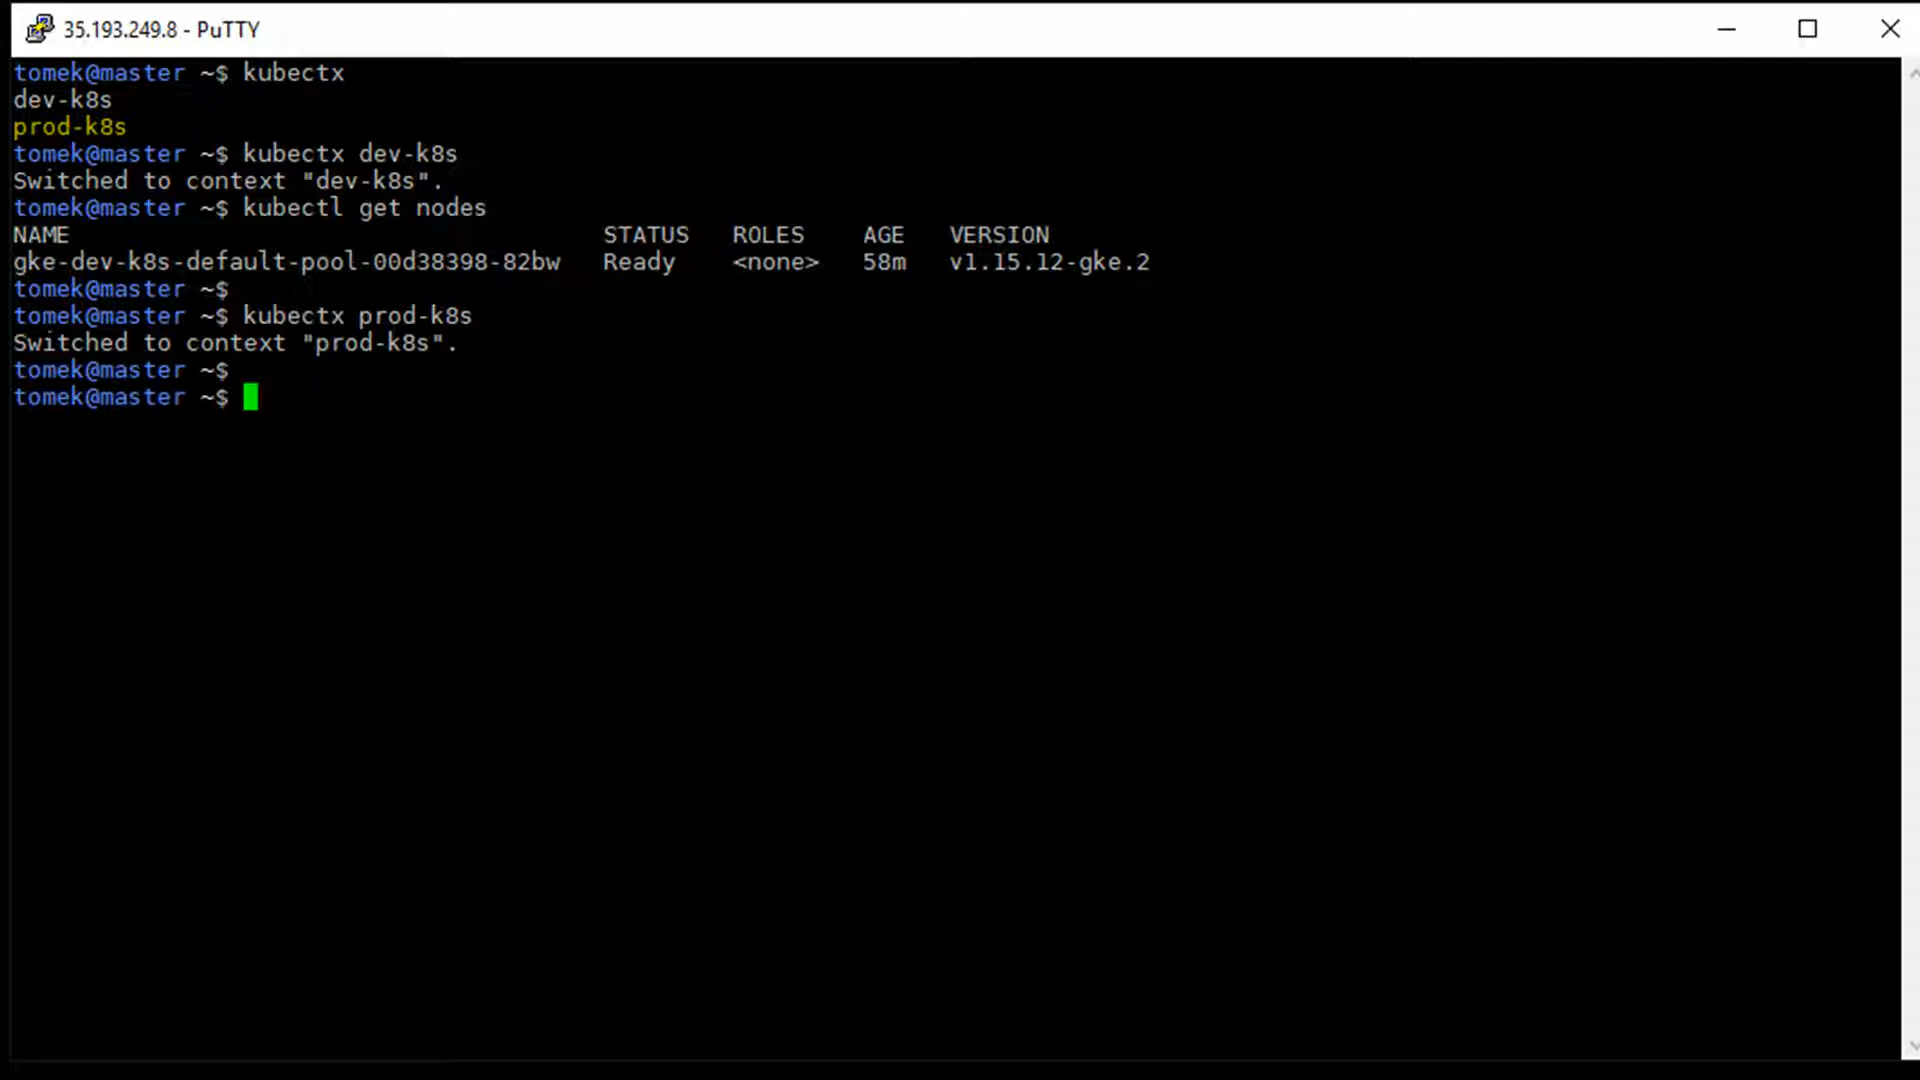 35.193.249.8 - PuTTY
tomek@master ~$ kubectx
dev-k8s
prod-k8s
tomek@master ~$ kubectx dev-k8s
Switched to context "dev-k8s".
tomek@master ~$ kubectl get nodes
NAME STATUS ROLES AGE VERSION
gke-dev-k8s-default-pool-00d38398-82bw Ready <none> 58m v1.15.12-gke.2
tomek@master ~$
tomek@master ~$ kubectx prod-k8s
Switched to context "prod-k8s".
tomek@master ~$
tomek@master ~$